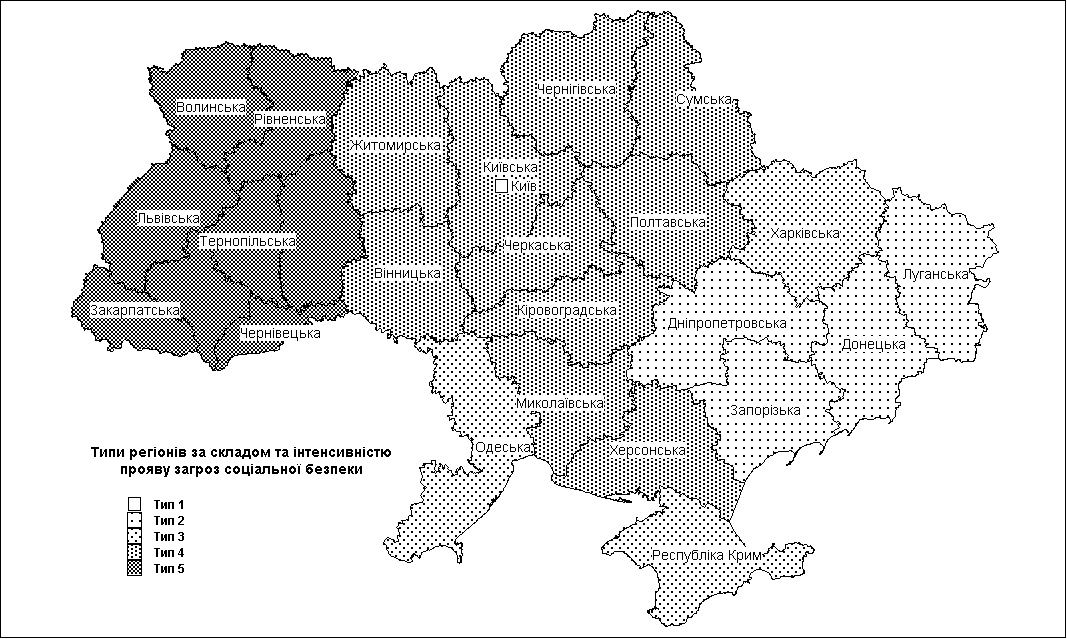 Чернігівська
Сумська
Волинська
Рівненська
Житомирська
Київська
Київ
Львівська
Тернопільська
Черкаська
Полтавська
Харківська
Вінницька
Луганська
Закарпатська
Чернівецька
Кіровоградська
Дніпропетровська
Донецька
Миколаївська
Запорізька
Одеська
Херсонська
Республіка Крим
Типи регіонів за складом та інтенсивністю
прояву загроз соціальної безпеки
Тип 1
Тип 2
Тип 3
Тип 4
Тип 5